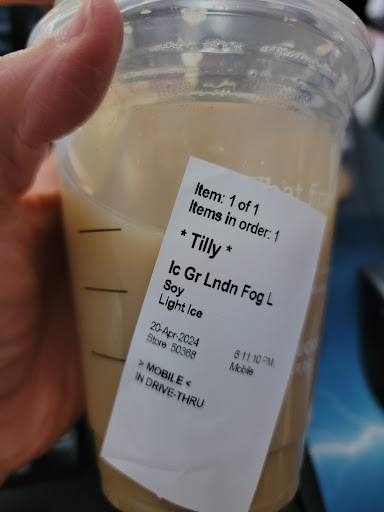 Item: 1 of 1
Items in order: 1
* Tilly *
Ic Gr Lndn Fog L
Soy
Light Ice
20-Apr-2024 6:11:10 PM
Store 50368 Mobile
> MOBILE <
IN DRIVE-THRU